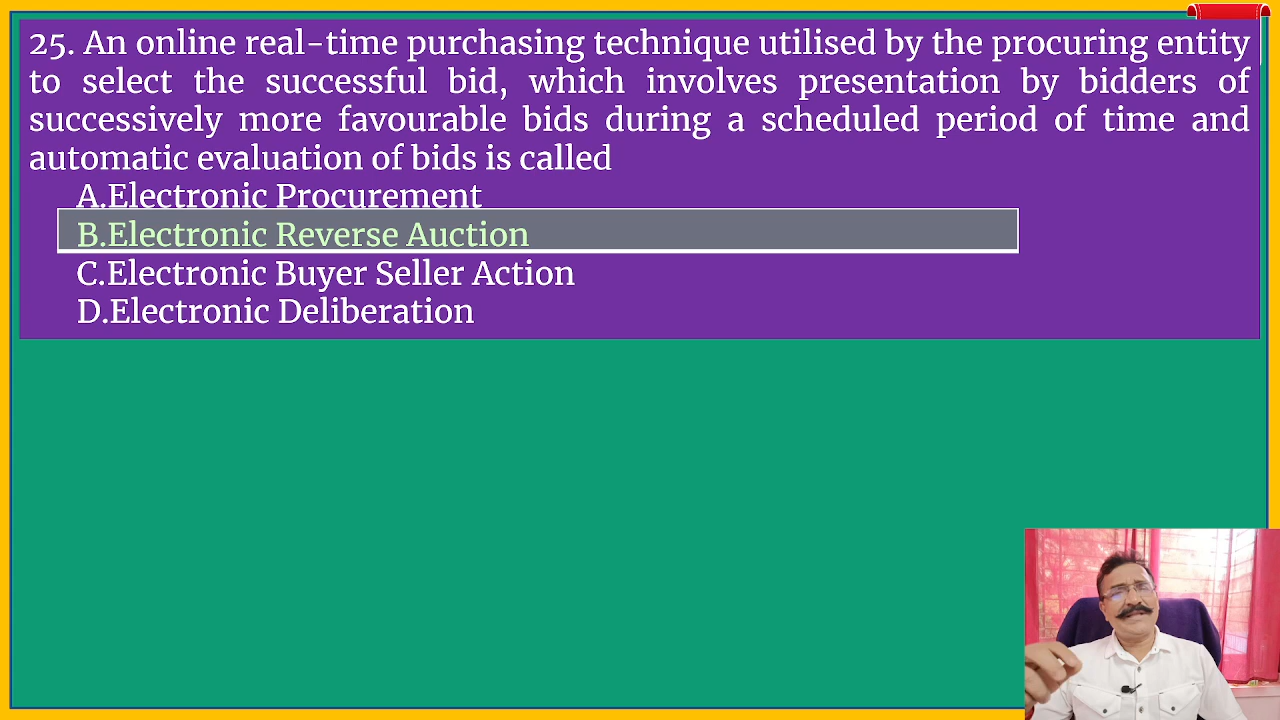 25. An online real-time purchasing technique utilised by the procuring entity
to select the successful bid, which involves presentation by bidders of
successively more favourable bids during a scheduled period of time and
automatic evaluation of bids is called
A.Electronic Procurement
B.Electronic Reverse Auction
C.Electronic Buyer Seller Action
D.Electronic Deliberation